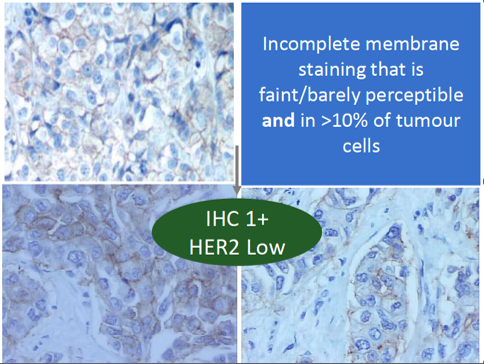 Incomplete membrane
staining that is
faint/barely perceptible
and in >10% of tumour
cells
IHC 1+
HER2 Low